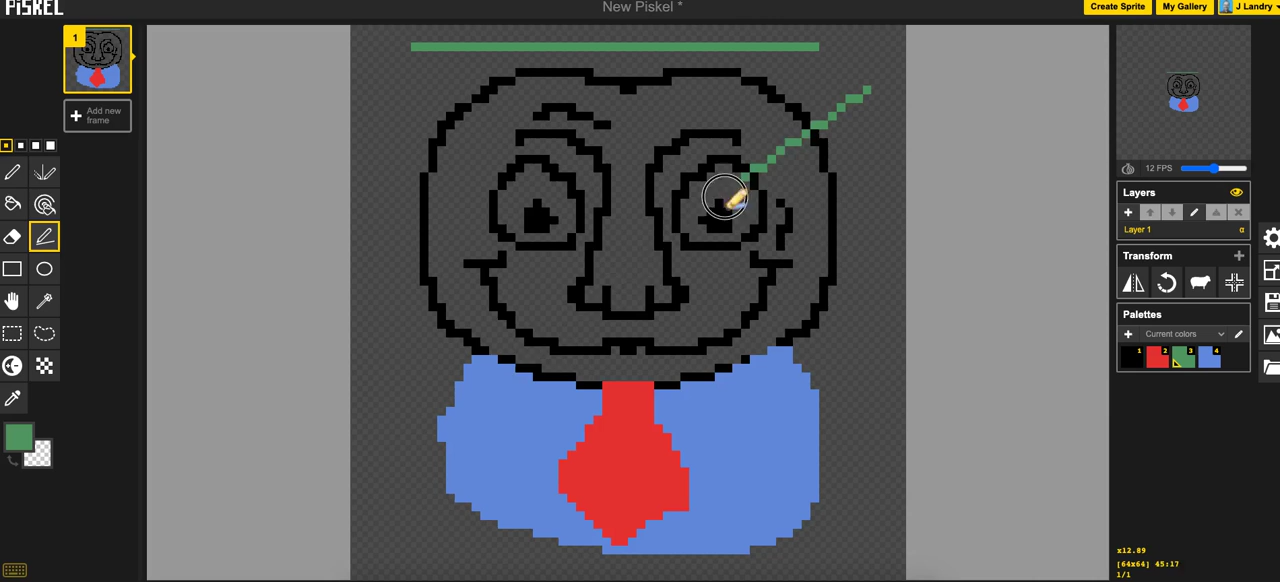 PiSKEL
New Piskel *
Create Sprite
My Gallery
J Landry
1
Add new
frame
12 FPS
Layers
Layer 1
α
Transform
Palettes
Current colors
1
2
3
4
x12.89
[64x64] 45:17
1/1